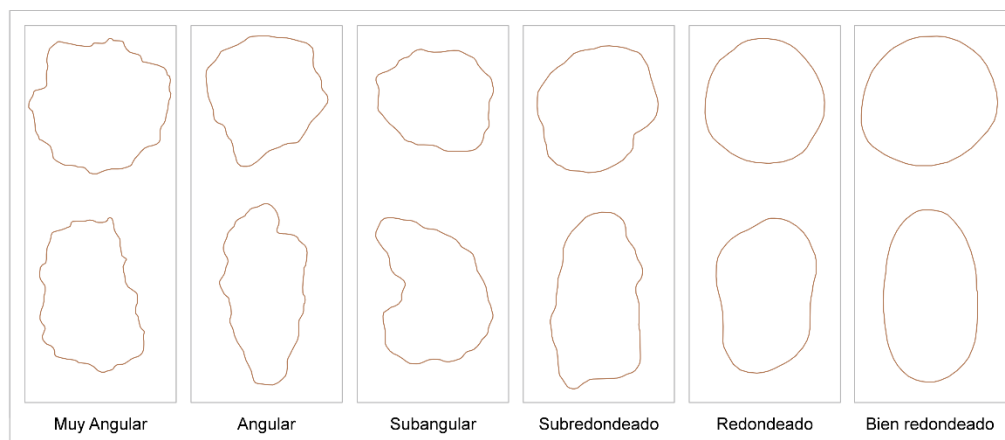 Muy Angular
Angular
Subangular
Subredondeado
Redondeado
Bien redondeado